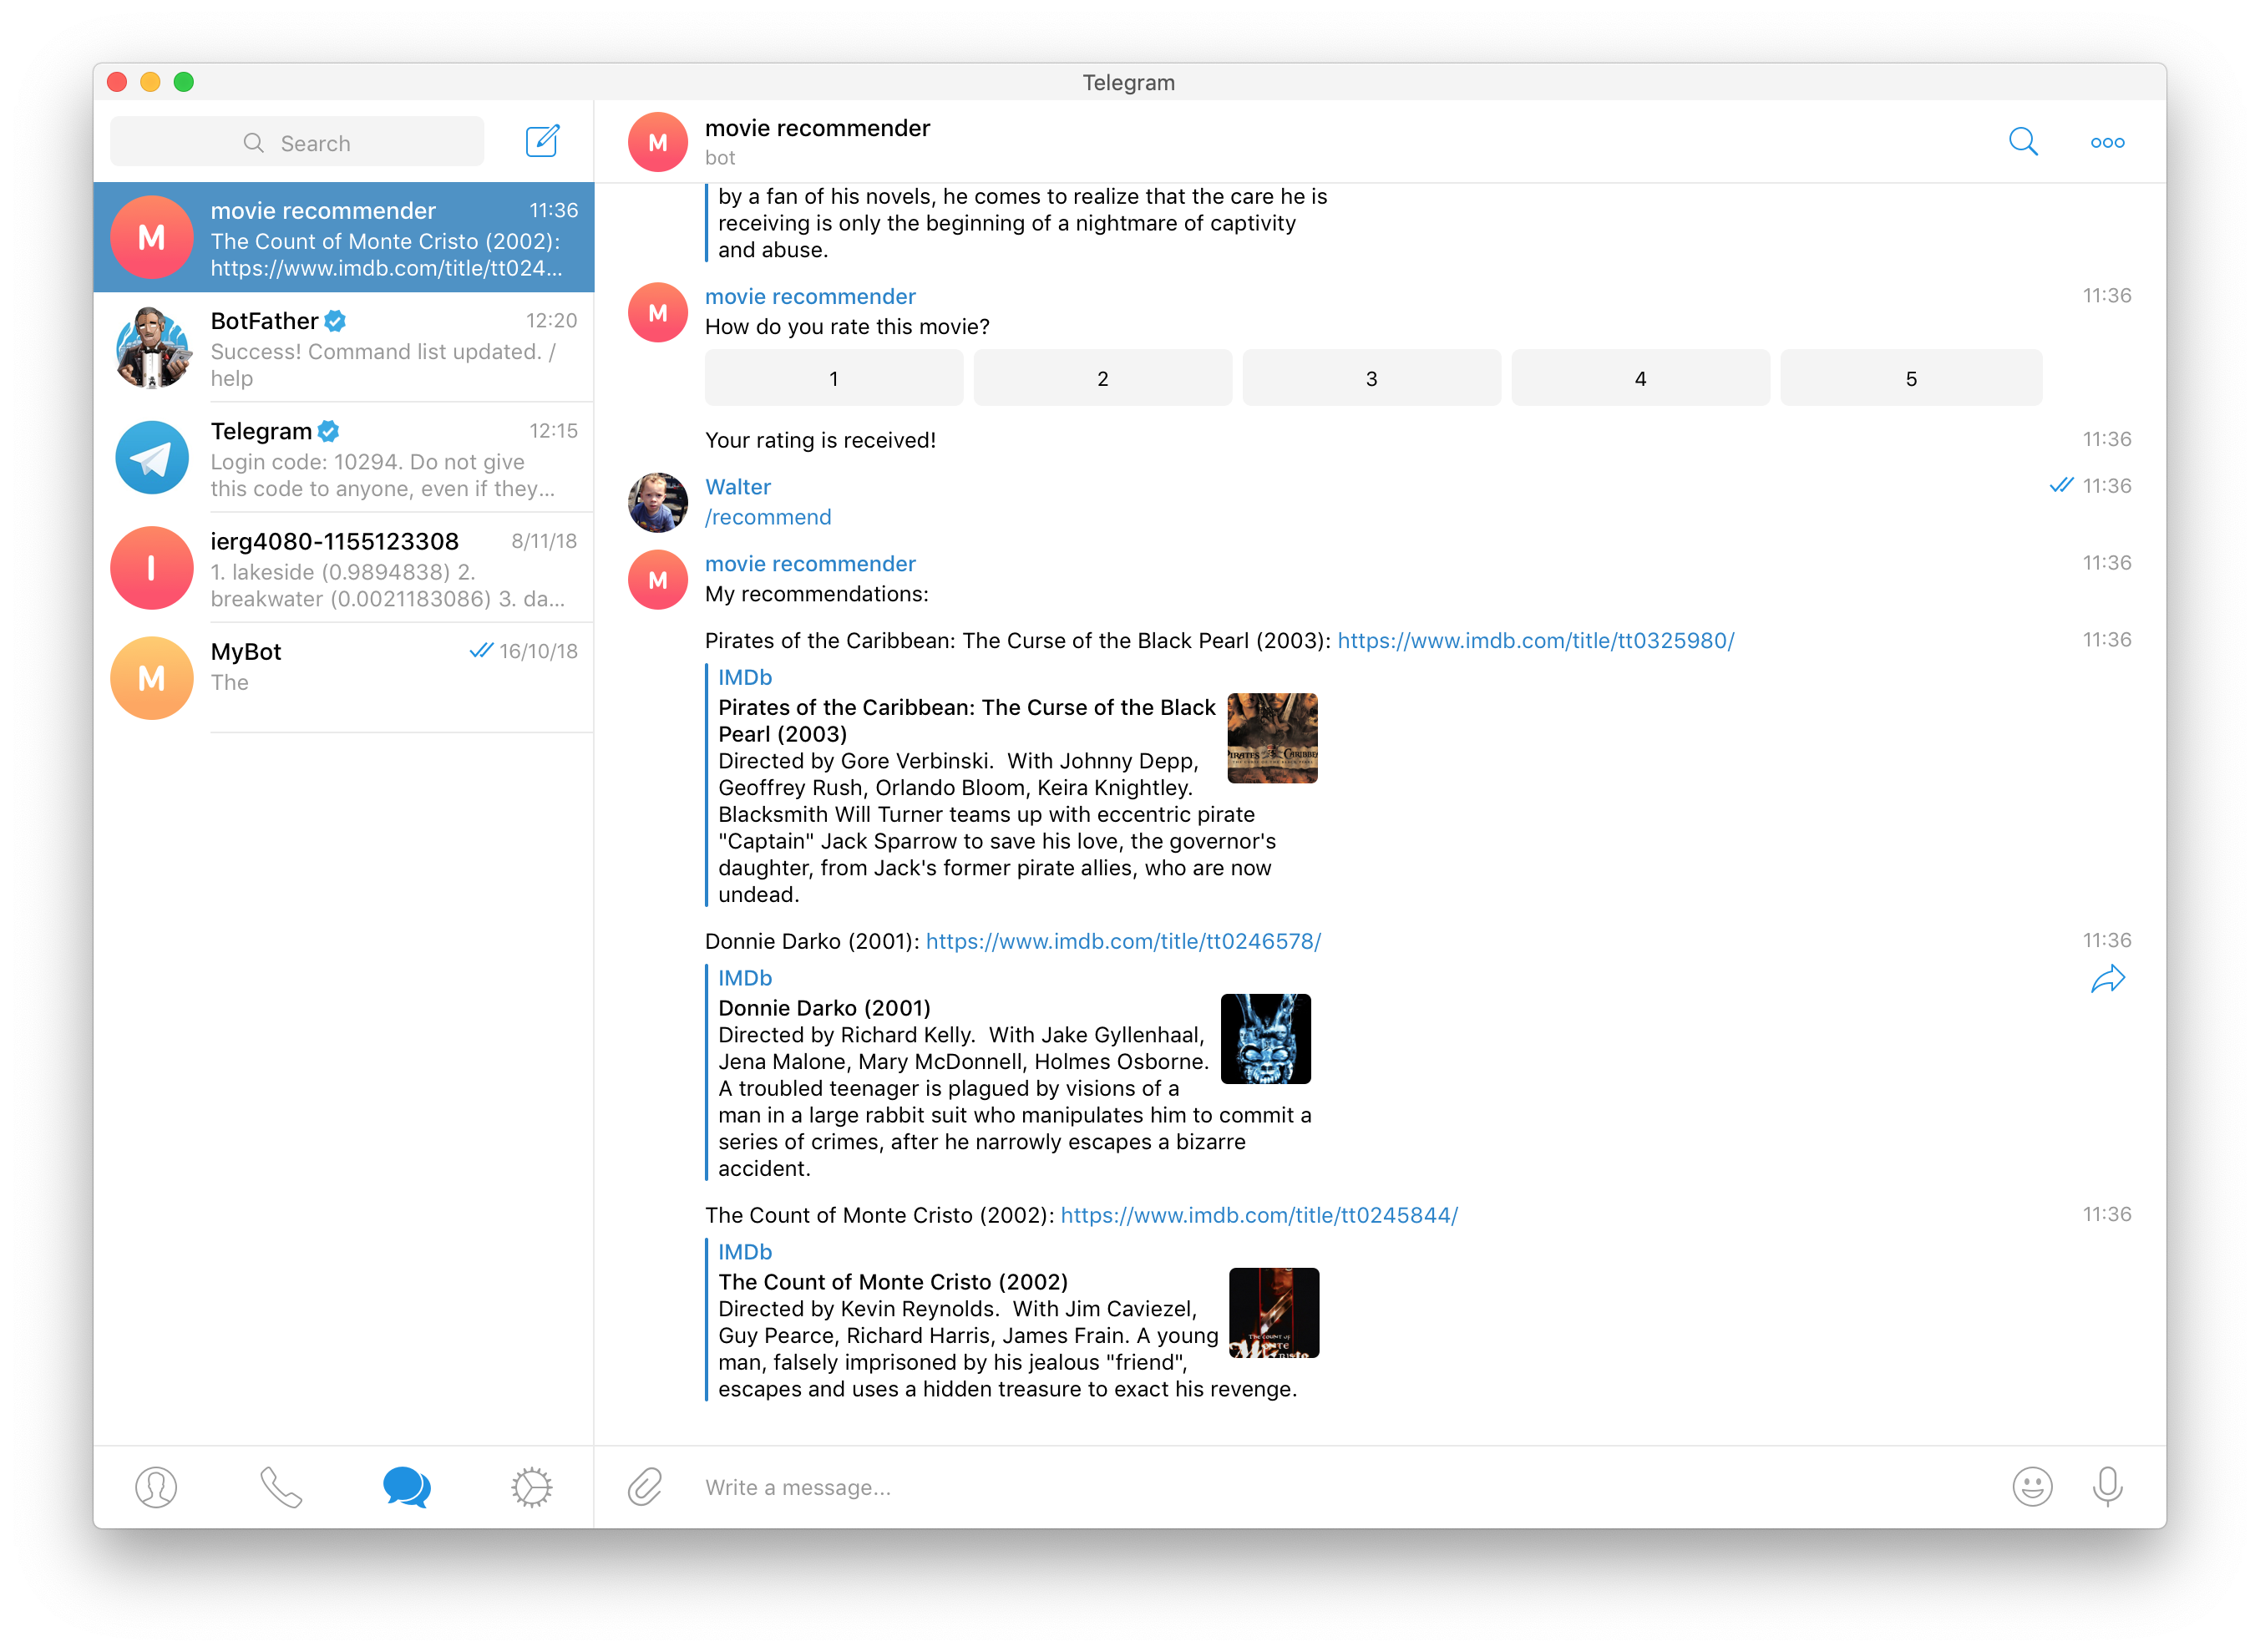 Telegram
Search
movie recommender 11:36
The Count of Monte Cristo (2002):
https://www.imdb.com/title/tt024...
BotFather 12:20
Success! Command list updated. /
help
Telegram 12:15
Login code: 10294. Do not give
this code to anyone, even if they...
I
ierg4080-1155123308 8/11/18
1. lakeside (0.9894838) 2.
breakwater (0.0021183086) 3. da...
M
MyBot 16/10/18
The
M
M
movie recommender
bot
by a fan of his novels, he comes to realize that the care he is
receiving is only the beginning of a nightmare of captivity
and abuse.
M
movie recommender 11:36
How do you rate this movie?
1 2 3 4 5
Your rating is received! 11:36
Walter 11:36
/recommend
M
movie recommender 11:36
My recommendations:
Pirates of the Caribbean: The Curse of the Black Pearl (2003): https://www.imdb.com/title/tt0325980/ 11:36
IMDb
Pirates of the Caribbean: The Curse of the Black
Pearl (2003)
Directed by Gore Verbinski.  With Johnny Depp,
Geoffrey Rush, Orlando Bloom, Keira Knightley.
Blacksmith Will Turner teams up with eccentric pirate
"Captain" Jack Sparrow to save his love, the governor's
daughter, from Jack's former pirate allies, who are now
undead.
Donnie Darko (2001): https://www.imdb.com/title/tt0246578/ 11:36
IMDb
Donnie Darko (2001)
Directed by Richard Kelly.  With Jake Gyllenhaal,
Jena Malone, Mary McDonnell, Holmes Osborne.
A troubled teenager is plagued by visions of a
man in a large rabbit suit who manipulates him to commit a
series of crimes, after he narrowly escapes a bizarre
accident.
The Count of Monte Cristo (2002): https://www.imdb.com/title/tt0245844/ 11:36
IMDb
The Count of Monte Cristo (2002)
Directed by Kevin Reynolds.  With Jim Caviezel,
Guy Pearce, Richard Harris, James Frain. A young
man, falsely imprisoned by his jealous "friend",
escapes and uses a hidden treasure to exact his revenge.
Write a message...